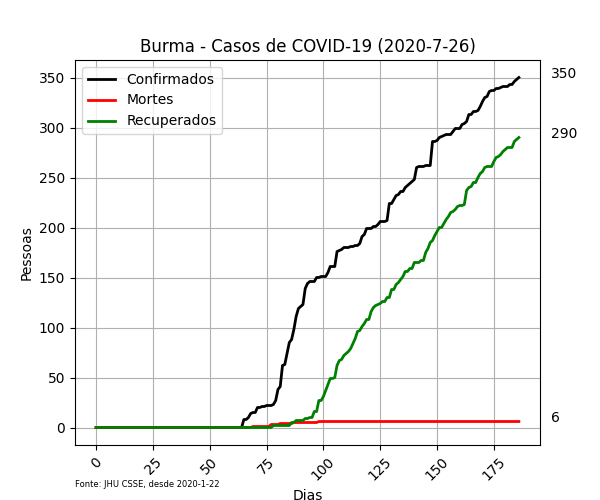 Burma - Casos de COVID-19 (2020-7-26)
Confirmados
Mortes
Recuperados
350
300
250
200
150
100
50
0
Pessoas
350
290
6
0 25 50 75 100 125 150 175
Fonte: JHU CSSE, desde 2020-1-22
Dias